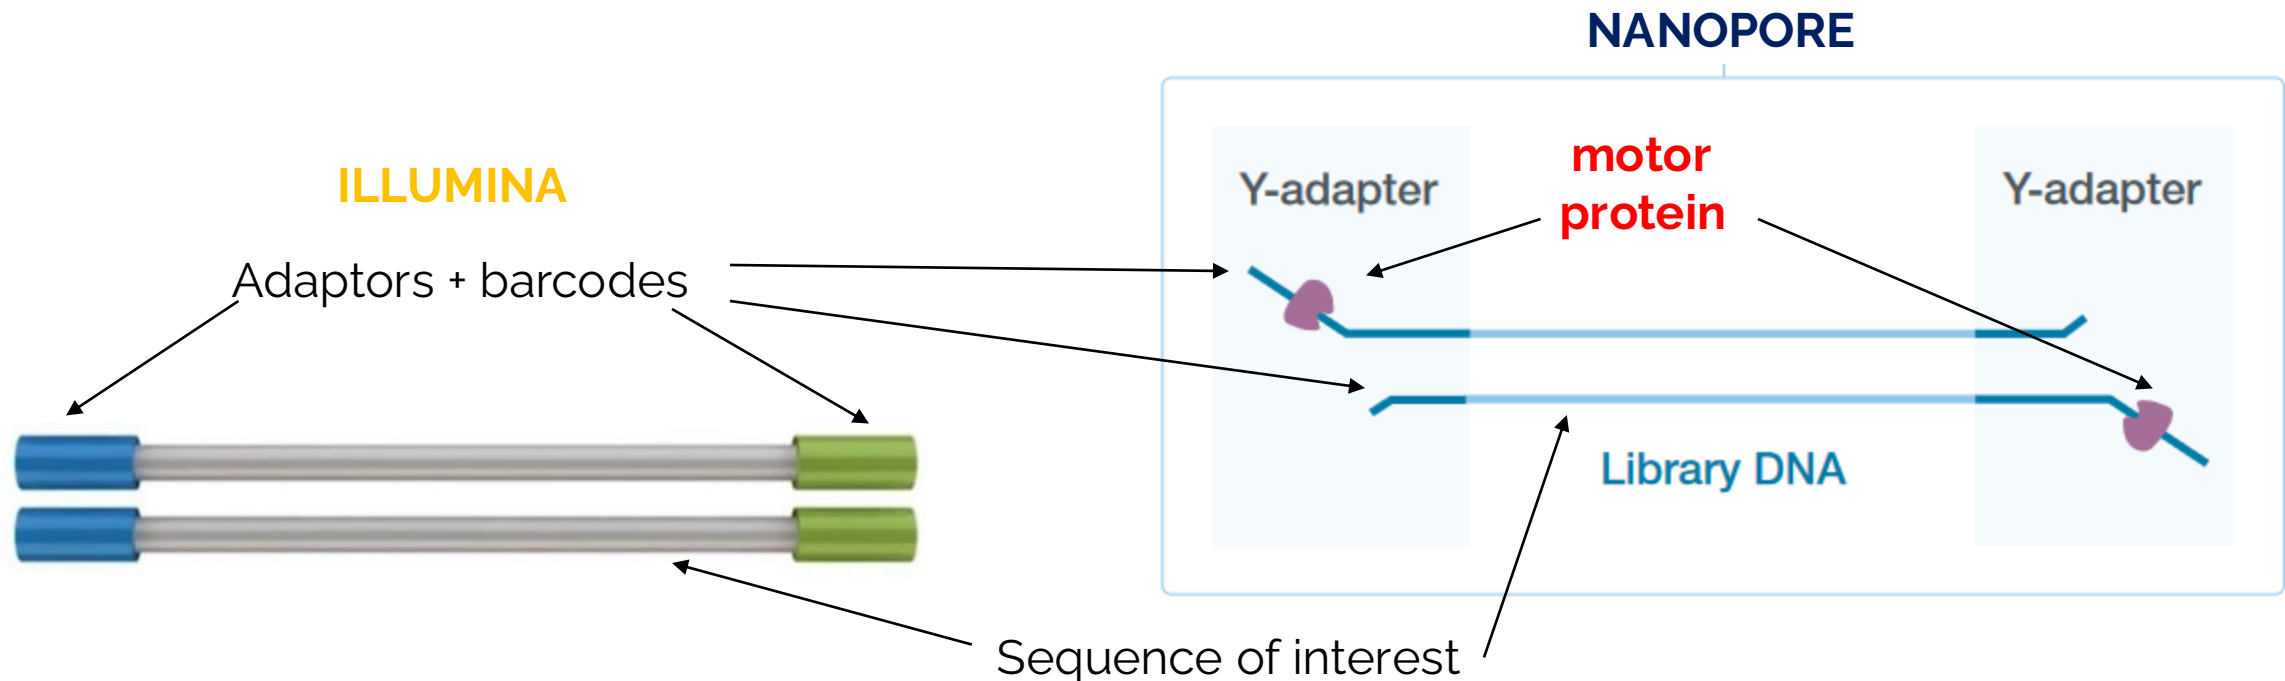 NANOPORE
ILLUMINA
Adaptors + barcodes
Y-adapter
motor
protein
Y-adapter
Library DNA
Sequence of interest